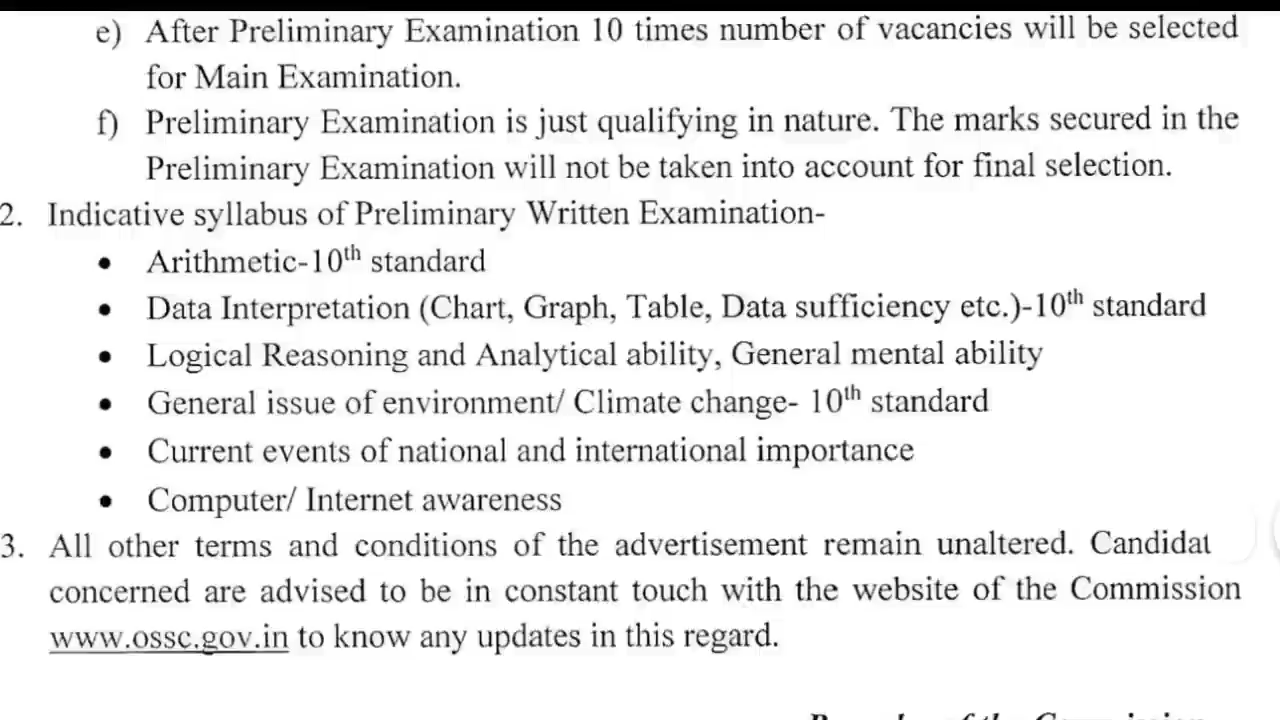 e) After Preliminary Examination 10 times number of vacancies will be selected
for Main Examination.
f) Preliminary Examination is just qualifying in nature. The marks secured in the
Preliminary Examination will not be taken into account for final selection.
2. Indicative syllabus of Preliminary Written Examination-
• Arithmetic-10th standard
• Data Interpretation (Chart, Graph, Table, Data sufficiency etc.)-10th standard
• Logical Reasoning and Analytical ability, General mental ability
• General issue of environment/ Climate change- 10th standard
• Current events of national and international importance
• Computer/ Internet awareness
3. All other terms and conditions of the advertisement remain unaltered. Candidat
concerned are advised to be in constant touch with the website of the Commission
www.ossc.gov.in to know any updates in this regard.